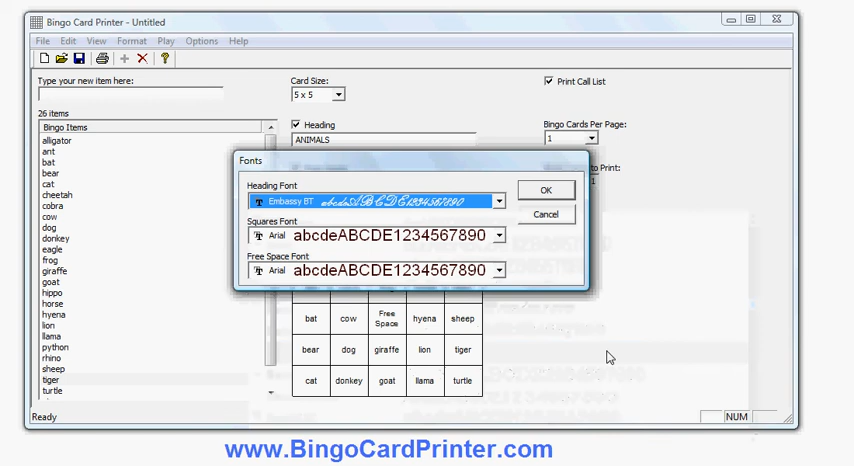 Bingo Card Printer - Untitled
File Edit View Format Play Options Help
Type your new item here:
Card Size:
5 x 5
Print Call List
26 items
Heading
ANIMALS
Bingo Cards Per Page:
1
to Print:
1
Bingo Items
alligator
ant
bat
bear
cat
cheetah
cobra
cow
dog
donkey
eagle
frog
giraffe
goat
hippo
horse
hyena
lion
llama
python
rhino
sheep
tiger
turtle
Fonts
Heading Font
Embassy BT abcdeABCDE1234567890
OK
Squares Font
Cancel
Arial abcdeABCDE1234567890
Free Space Font
Arial abcdeABCDE1234567890
bat cow Free Space hyena sheep
bear dog giraffe lion tiger
cat donkey goat llama turtle
Ready
NUM
www.BingoCardPrinter.com